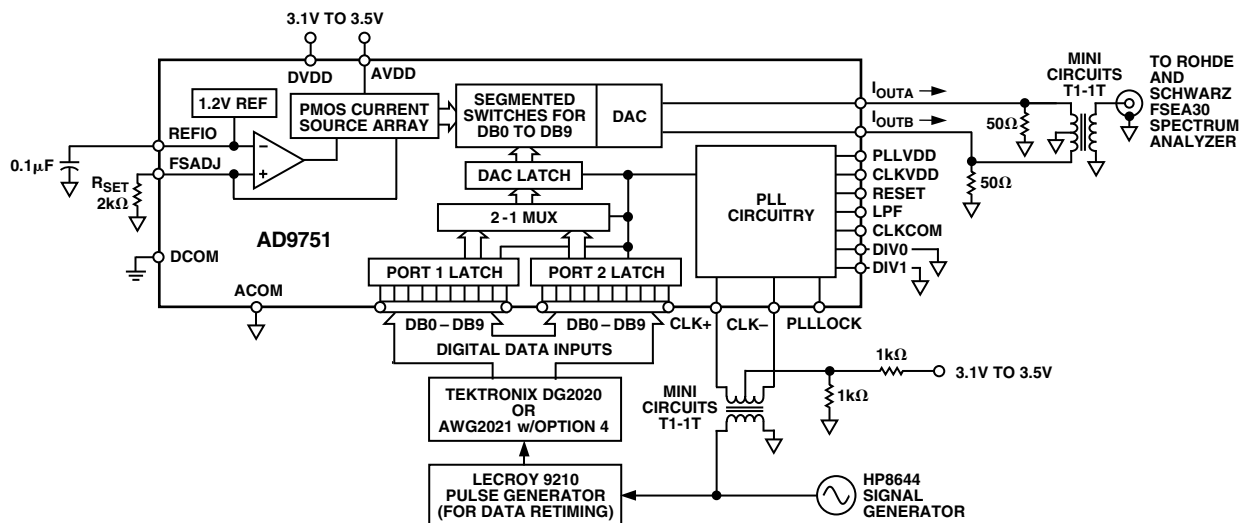 3.1V TO 3.5V
DVDD
AVDD
1.2V REF
PMOS CURRENT
SOURCE ARRAY
SEGMENTED
SWITCHES FOR
DB0 TO DB9
DAC
REFIO
FSADJ
0.1µF
RSET
2kΩ
−
+
DAC LATCH
2-1 MUX
AD9751
DCOM
ACOM
PORT 1 LATCH
PORT 2 LATCH
PLL
CIRCUITRY
IOUTA
IOUTB
50Ω
50Ω
MINI
CIRCUITS
T1-1T
TO ROHDE
AND
SCHWARZ
FSEA30
SPECTRUM
ANALYZER
PLLVDD
CLKVDD
RESET
LPF
CLKCOM
DIV0
DIV1
DB0–DB9
DB0–DB9
CLK+
CLK–
PLLLOCK
DIGITAL DATA INPUTS
TEKTRONIX DG2020
OR
AWG2021 w/OPTION 4
MINI
CIRCUITS
T1-1T
1kΩ
3.1V TO 3.5V
1kΩ
LECROY 9210
PULSE GENERATOR
(FOR DATA RETIMING)
HP8644
SIGNAL
GENERATOR